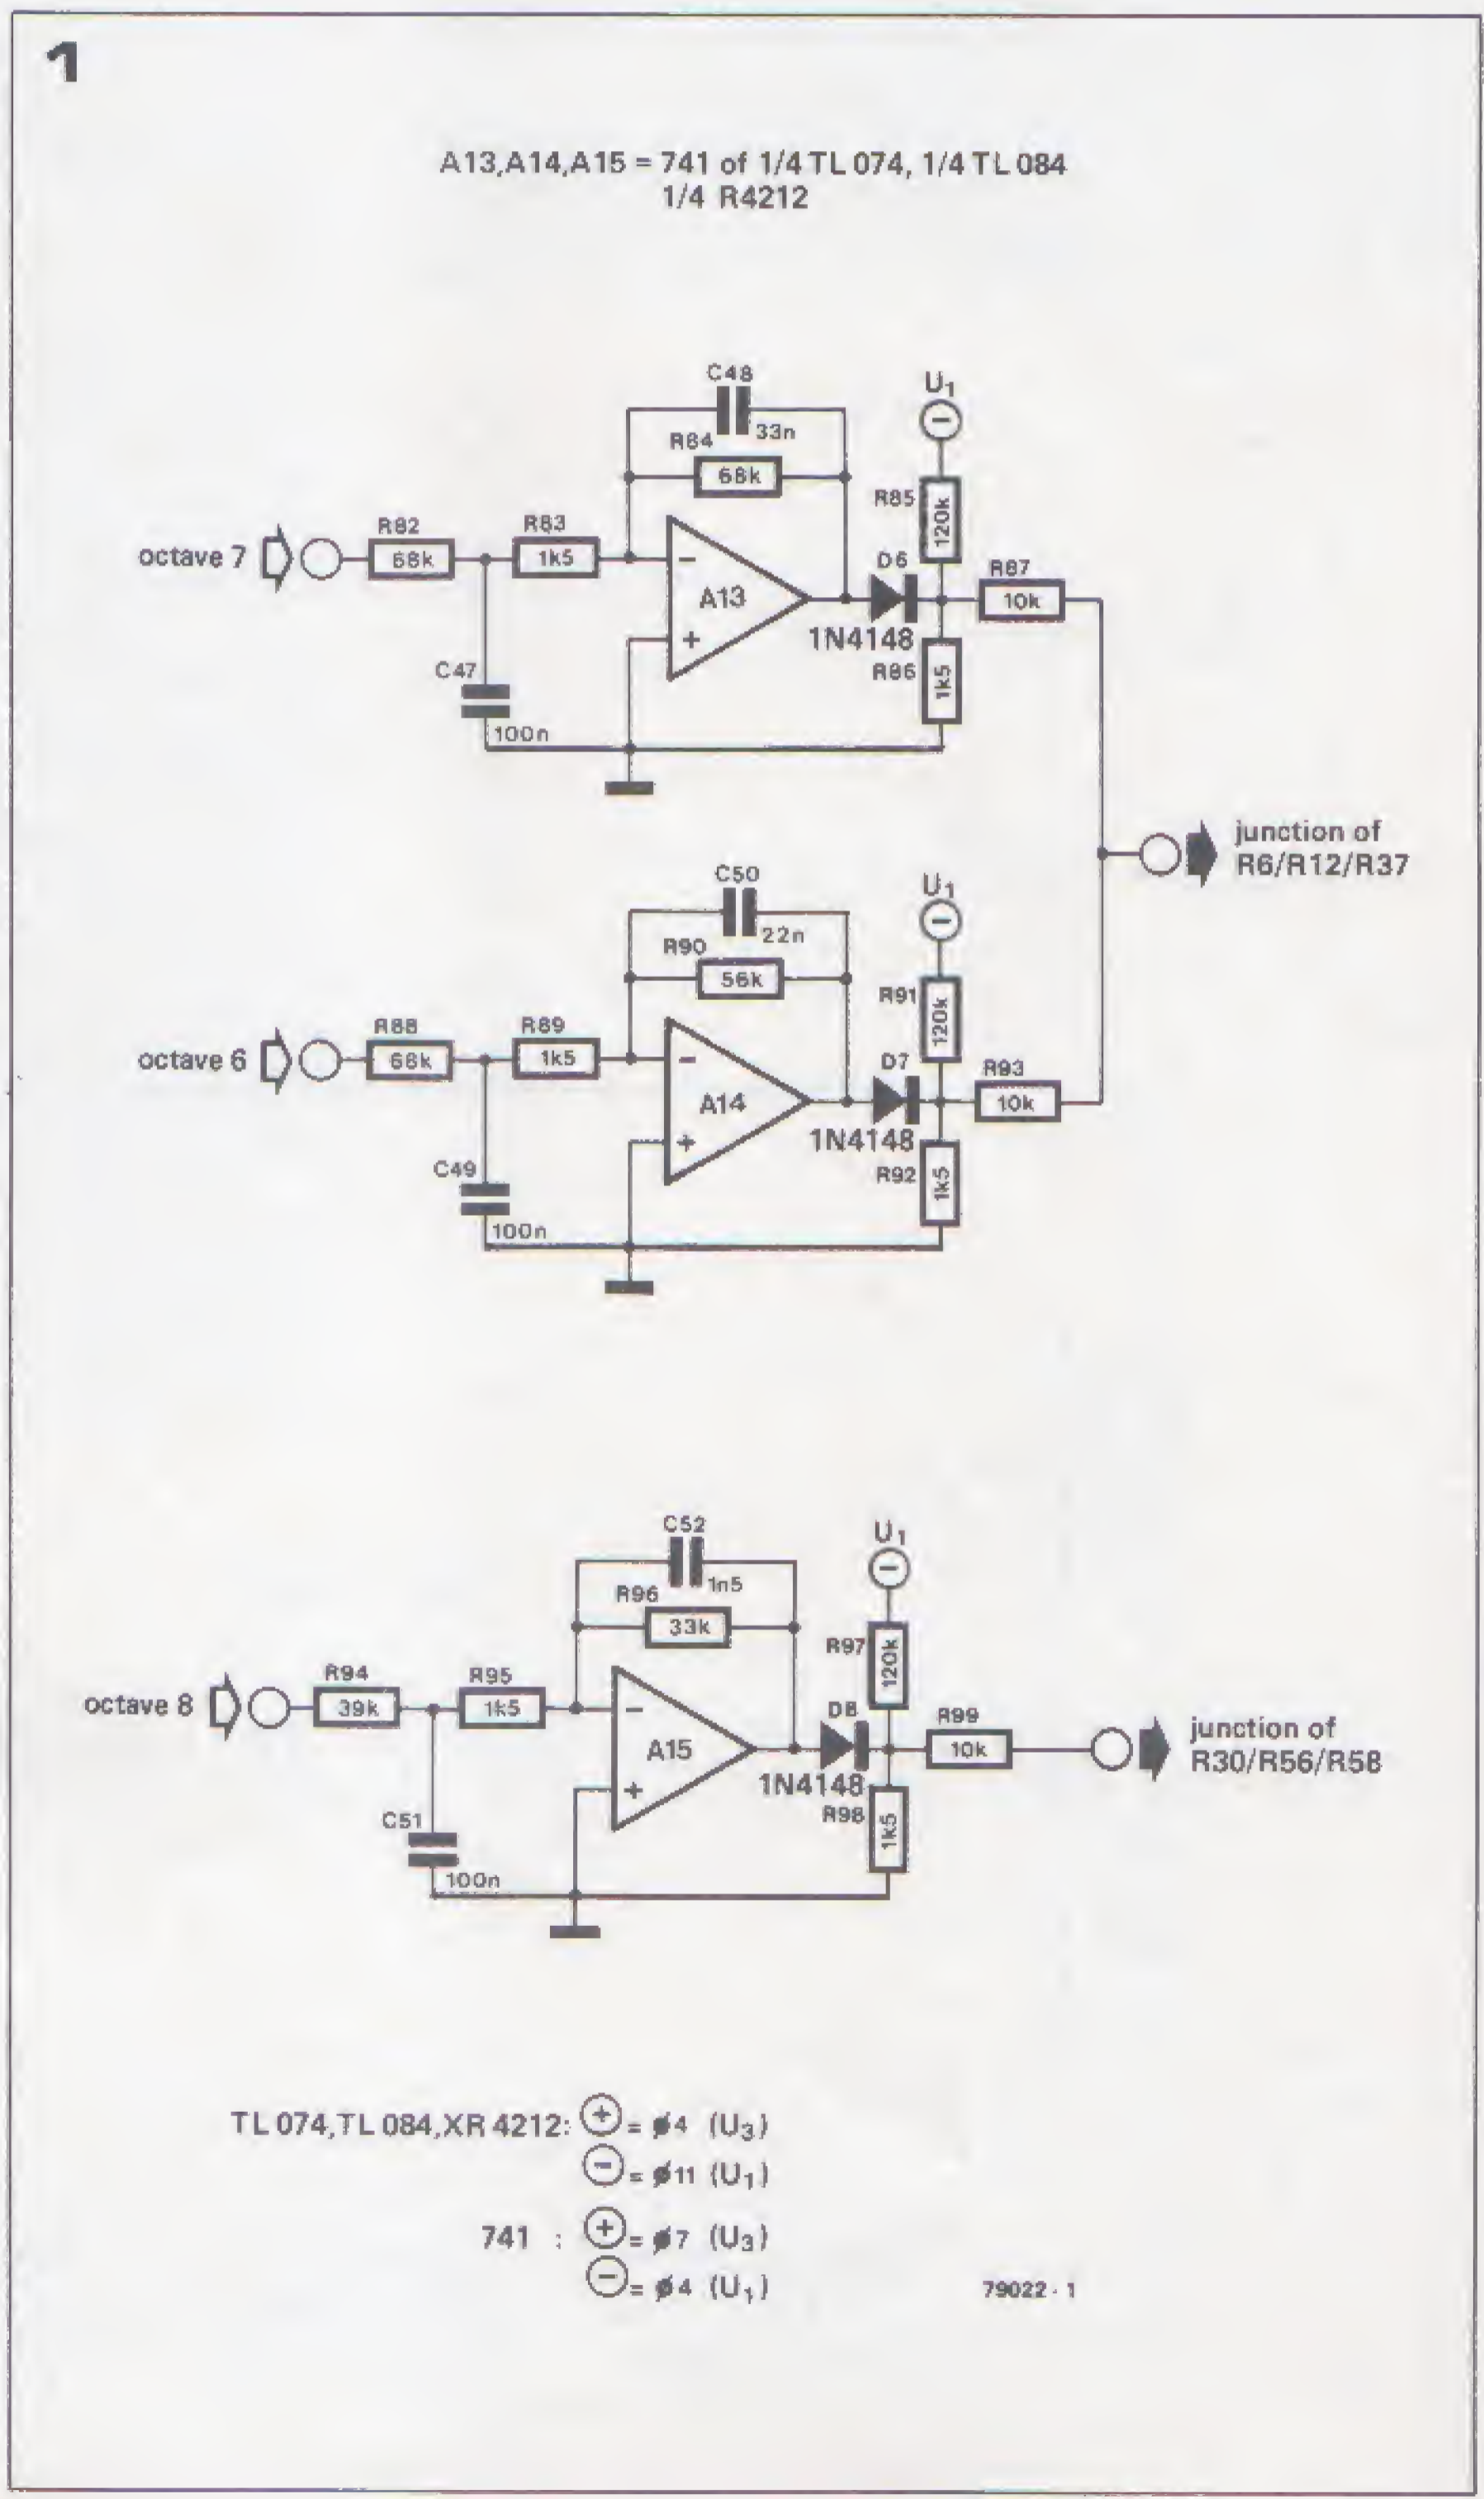 1
A13,A14,A15 = 741 of 1/4 TL 074, 1/4 TL 084
1/4 R4212
C48
33n
R84
68k
U1
−
R85
120k
octave 7
R82
68k
R83
1k5
−
A13
+
D6
1N4148
R87
10k
R86
1k5
C47
100n
junction of
R6/R12/R37
C50
22n
R90
56k
U1
−
R91
120k
octave 6
R88
68k
R89
1k5
−
A14
+
D7
1N4148
R93
10k
R92
1k5
C49
100n
C52
1n5
R96
33k
U1
−
R97
120k
octave 8
R94
39k
R95
1k5
−
A15
+
D8
1N4148
R99
10k
R98
1k5
C51
100n
junction of
R30/R56/R58
TL 074,TL 084,XR 4212: + = ø4 (U3)
− = ø11 (U1)
741 : + = ø7 (U3)
− = ø4 (U1)
79022 - 1